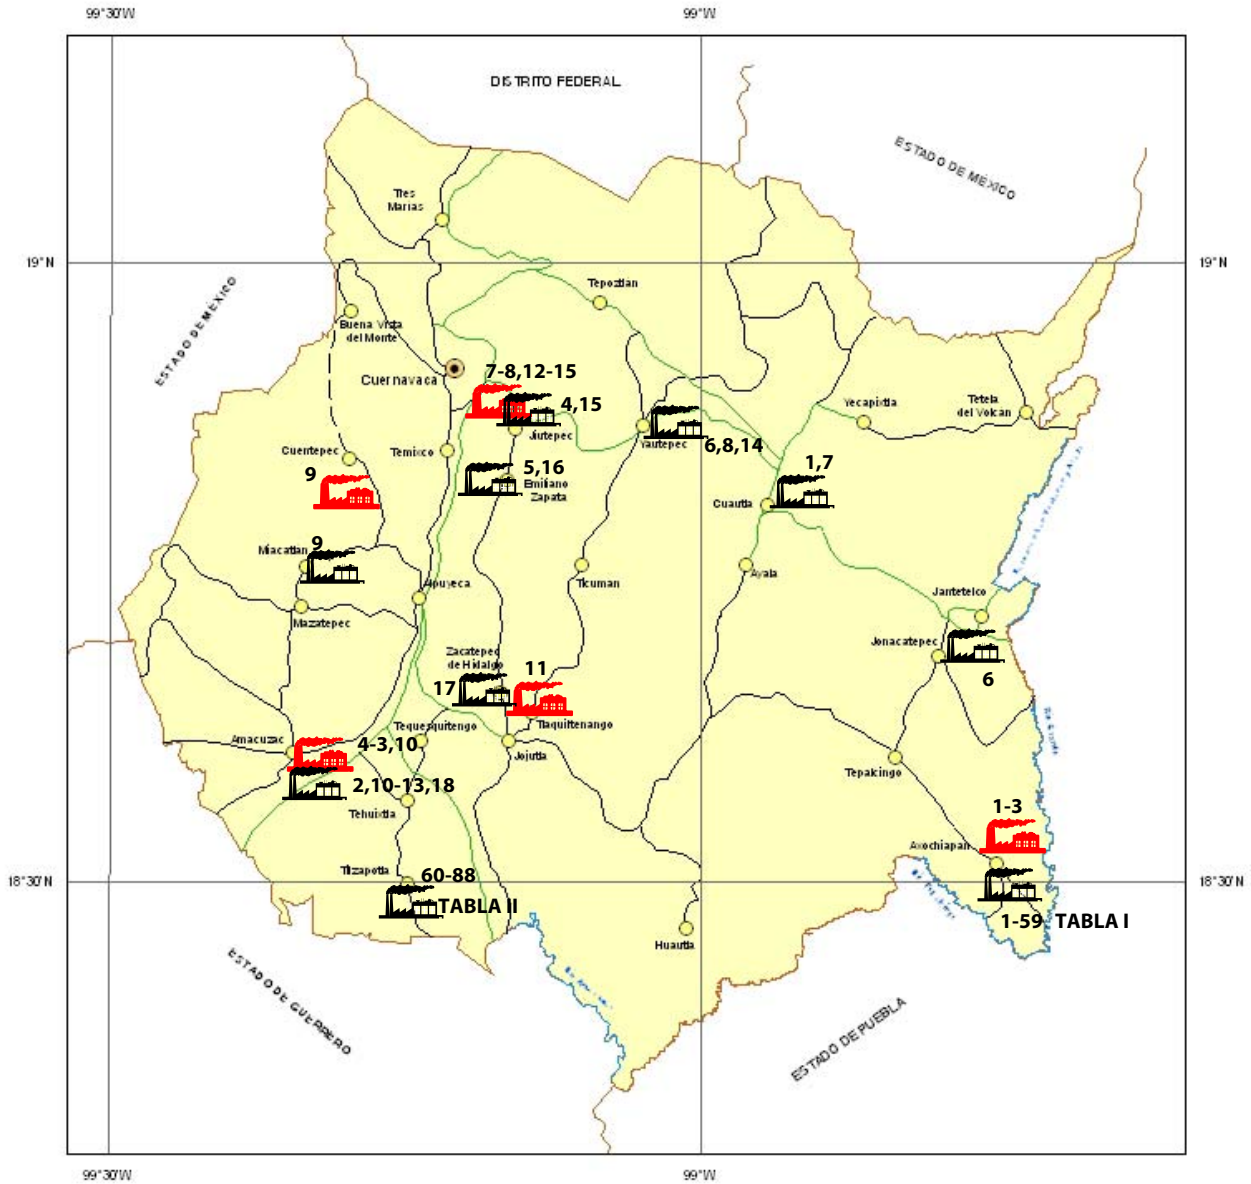 99°30'W
99°W
DISTRITO FEDERAL
ESTADO DE MÉXICO
Tres
Marías
19°N
19°N
Tepoztlan
ESTADO DE MÉXICO
Buena Vista
del Monte
Cuernavaca
7-8,12-15
4,15
Jiutepec
Yautepec
6,8,14
Yecapixtla
Tetela
del Volcan
Cuentepec
Temixco
9
5,16
Emiliano
Zapata
1,7
Cuautla
Miacatlan
9
Alpuyeca
Ticuman
Ayala
Mazatepec
Jantetelco
Jonacatepec
6
Zacatepec
de Hidalgo
17
11
Tlaquiltenango
Tequesquitengo
Amacuzac
4-3,10
Jojutla
2,10-13,18
Tehuixtla
Tepalcingo
1-3
Axochiapan
Tilzapotla
60-88
TABLA II
18°30'N
18°30'N
1-59 TABLA I
Huautla
ESTADO DE GUERRERO
ESTADO DE PUEBLA
99°30'W
99°W